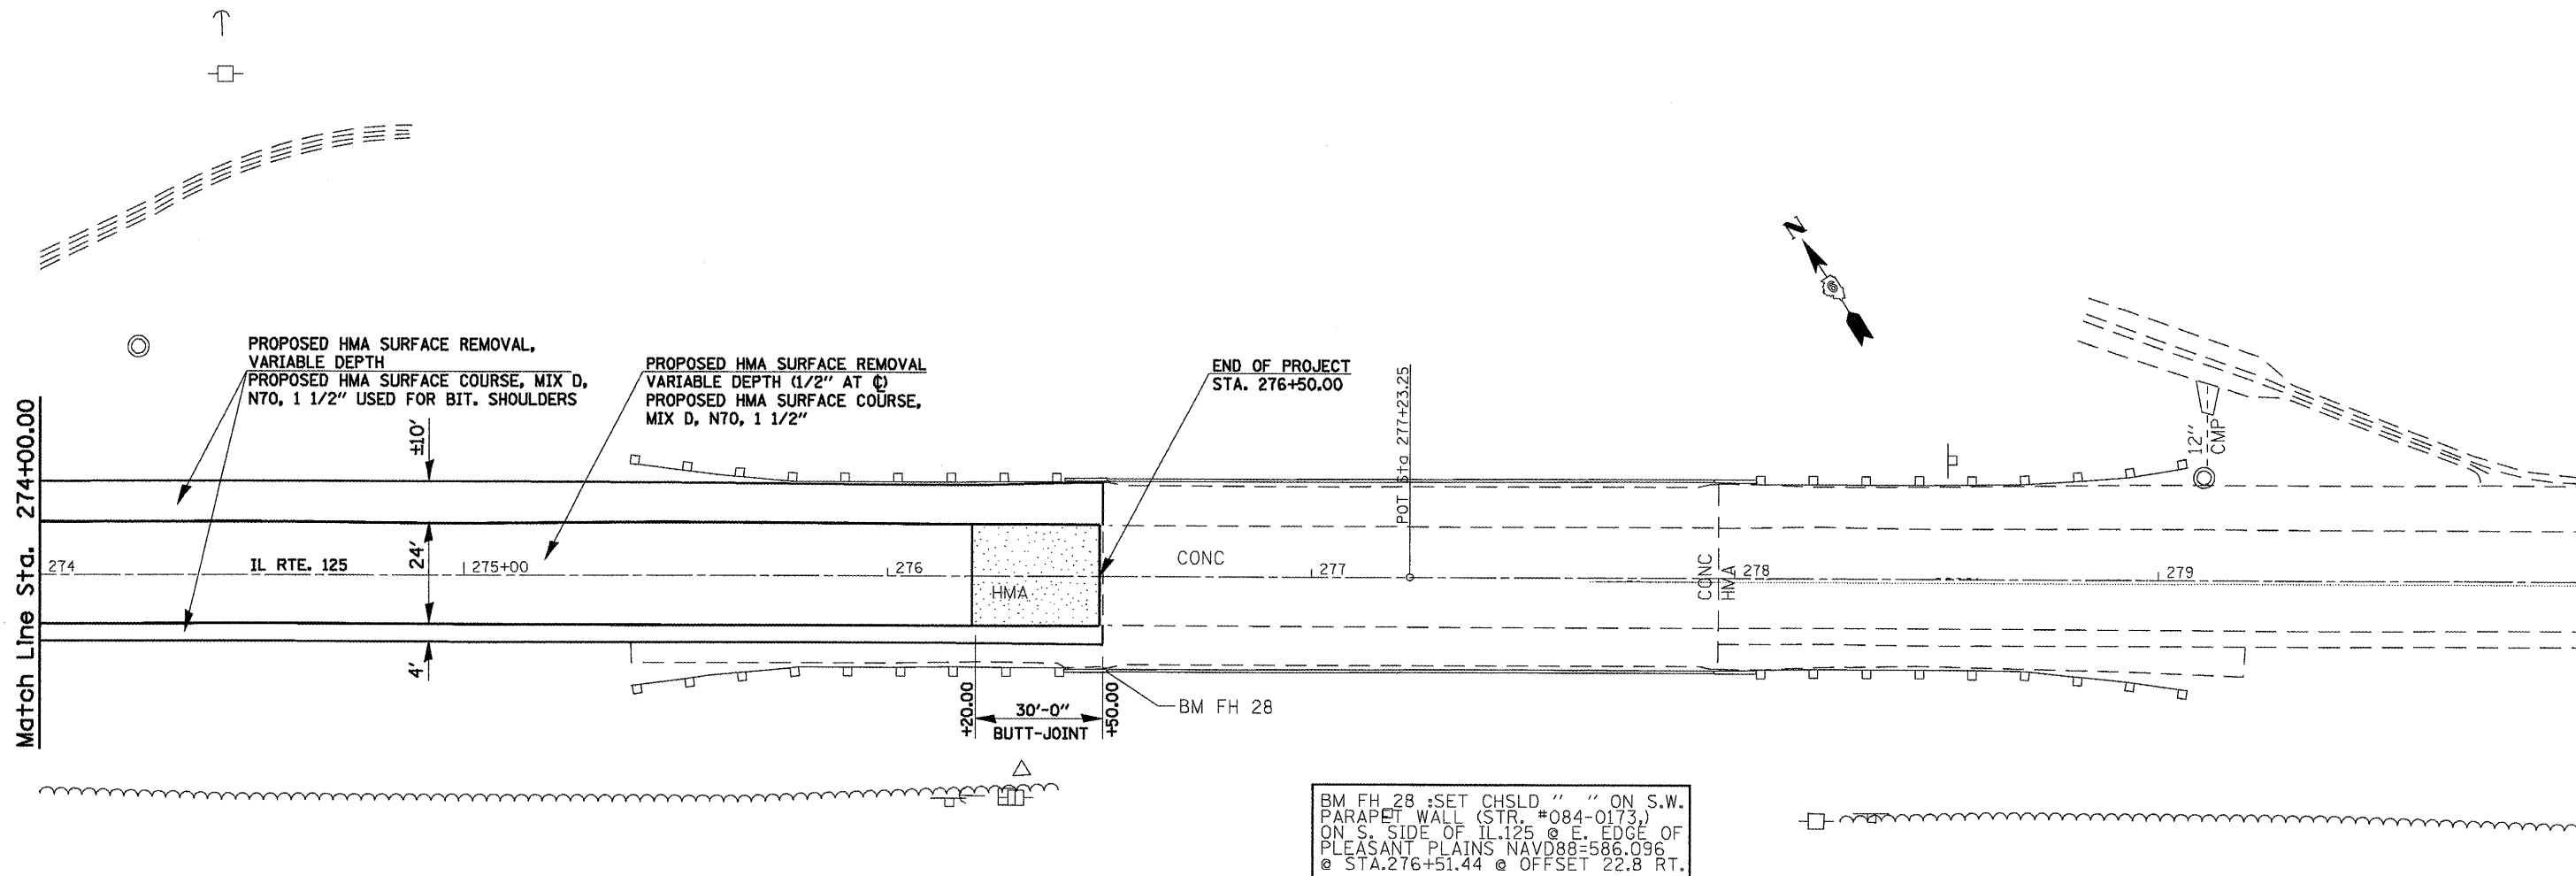 N
PROPOSED HMA SURFACE REMOVAL,
VARIABLE DEPTH
PROPOSED HMA SURFACE COURSE, MIX D,
N70, 1 1/2" USED FOR BIT. SHOULDERS
PROPOSED HMA SURFACE REMOVAL
VARIABLE DEPTH (1/2" AT ℄)
PROPOSED HMA SURFACE COURSE,
MIX D, N70, 1 1/2"
END OF PROJECT
STA. 276+50.00
POT Sta 277+23.25
12"
CMP
Match Line Sta. 274+00.00
±10'
24'
4'
274
IL RTE. 125
275+00
276
HMA
CONC
277
CONC
HMA
278
279
+20.00
30'-0"
BUTT-JOINT
+50.00
BM FH 28
BM FH 28 :SET CHSLD " " ON S.W.
PARAPET WALL (STR. #084-0173,)
ON S. SIDE OF IL.125 @ E. EDGE OF
PLEASANT PLAINS NAVD88=586.096
@ STA.276+51.44 @ OFFSET 22.8 RT.